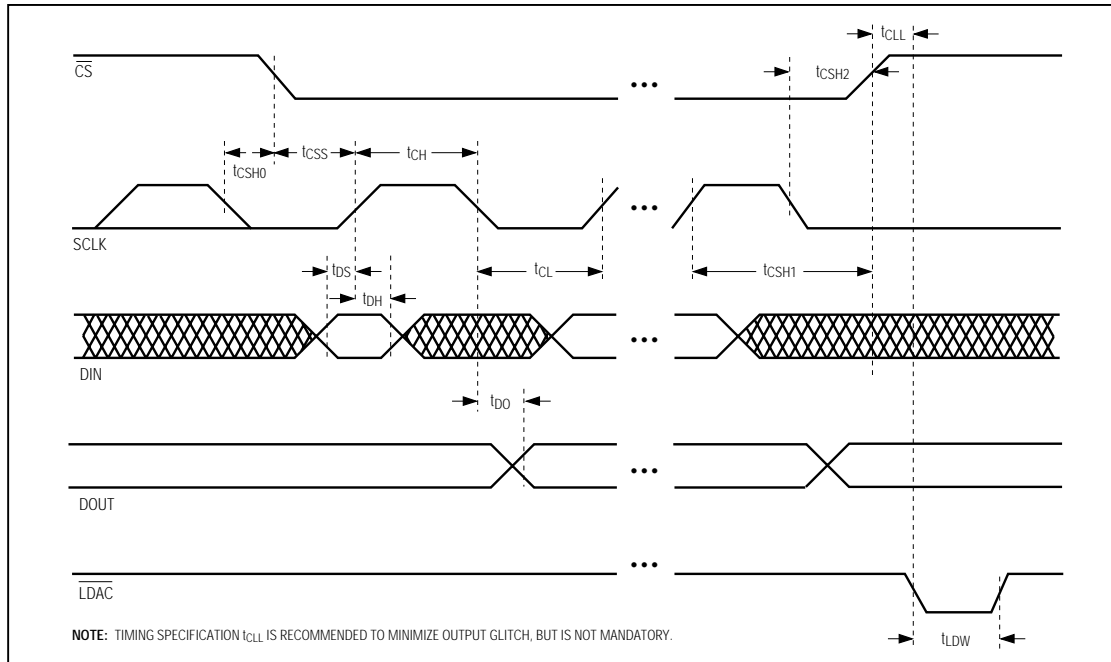 tCLL
CS
tCSH2
•••
tCSH0
tCSS
tCH
•••
SCLK
tDS
tCL
tCSH1
tDH
•••
DIN
tDO
•••
DOUT
•••
LDAC
NOTE: TIMING SPECIFICATION tCLL IS RECOMMENDED TO MINIMIZE OUTPUT GLITCH, BUT IS NOT MANDATORY.
tLDW